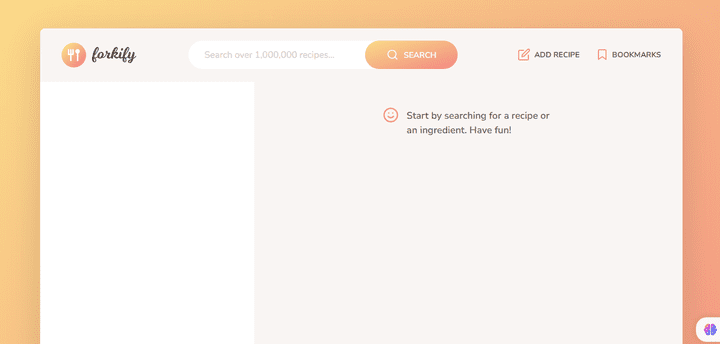 forkify
Search over 1,000,000 recipes...
SEARCH
ADD RECIPE
BOOKMARKS
Start by searching for a recipe or
an ingredient. Have fun!